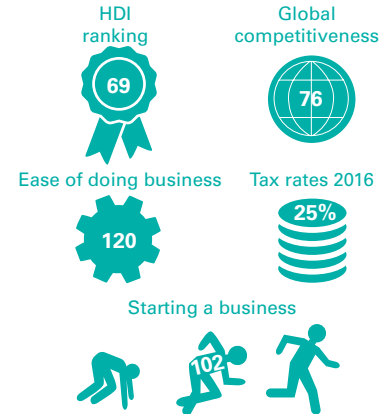 HDI
ranking
69
Global
competitiveness
76
Ease of doing business
120
Tax rates 2016
25%
Starting a business
102